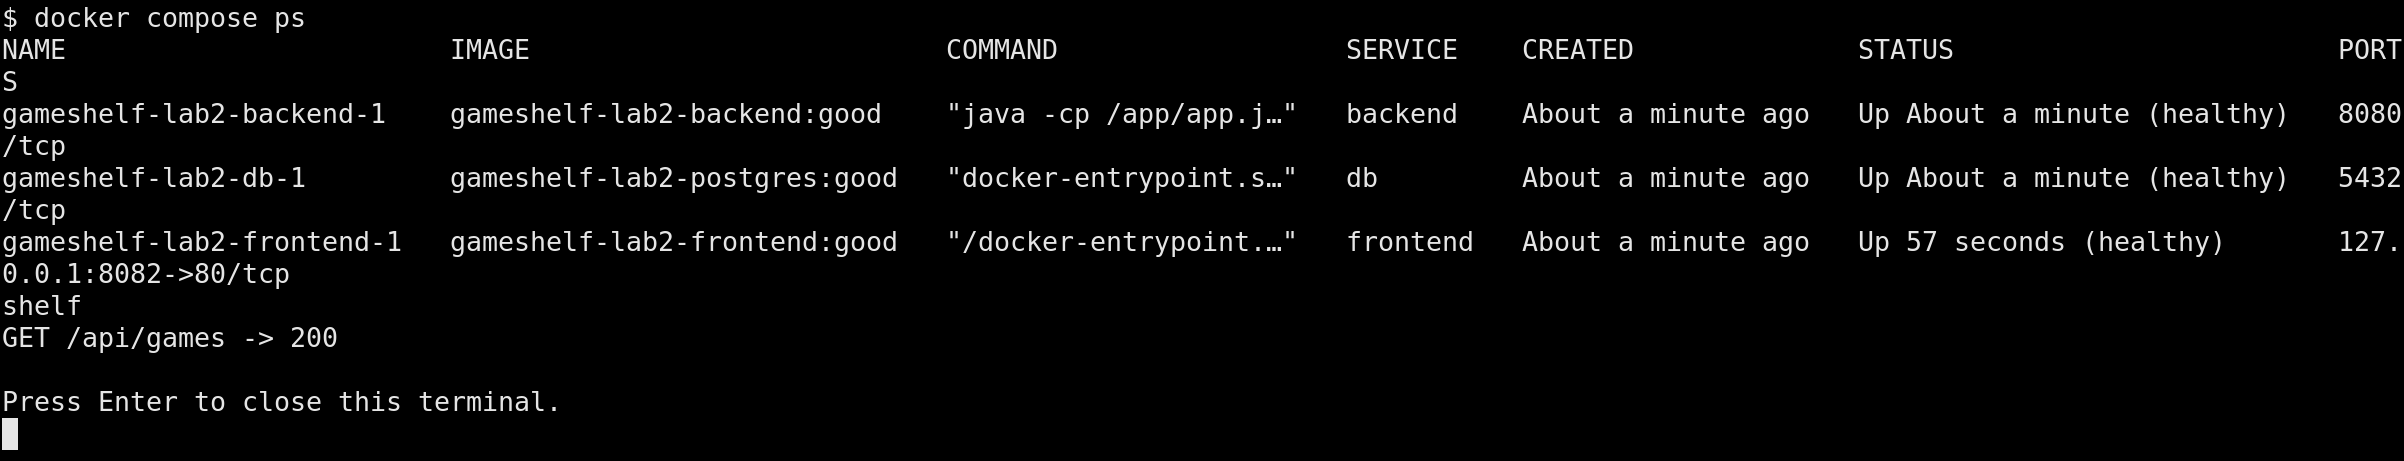 $ docker compose ps
NAME                        IMAGE                          COMMAND                  SERVICE    CREATED              STATUS                        PORT
S
gameshelf-lab2-backend-1    gameshelf-lab2-backend:good    "java -cp /app/app.j…"   backend    About a minute ago   Up About a minute (healthy)   8080
/tcp
gameshelf-lab2-db-1         gameshelf-lab2-postgres:good   "docker-entrypoint.s…"   db         About a minute ago   Up About a minute (healthy)   5432
/tcp
gameshelf-lab2-frontend-1   gameshelf-lab2-frontend:good   "/docker-entrypoint.…"   frontend   About a minute ago   Up 57 seconds (healthy)       127.
0.0.1:8082->80/tcp
shelf
GET /api/games -> 200
Press Enter to close this terminal.